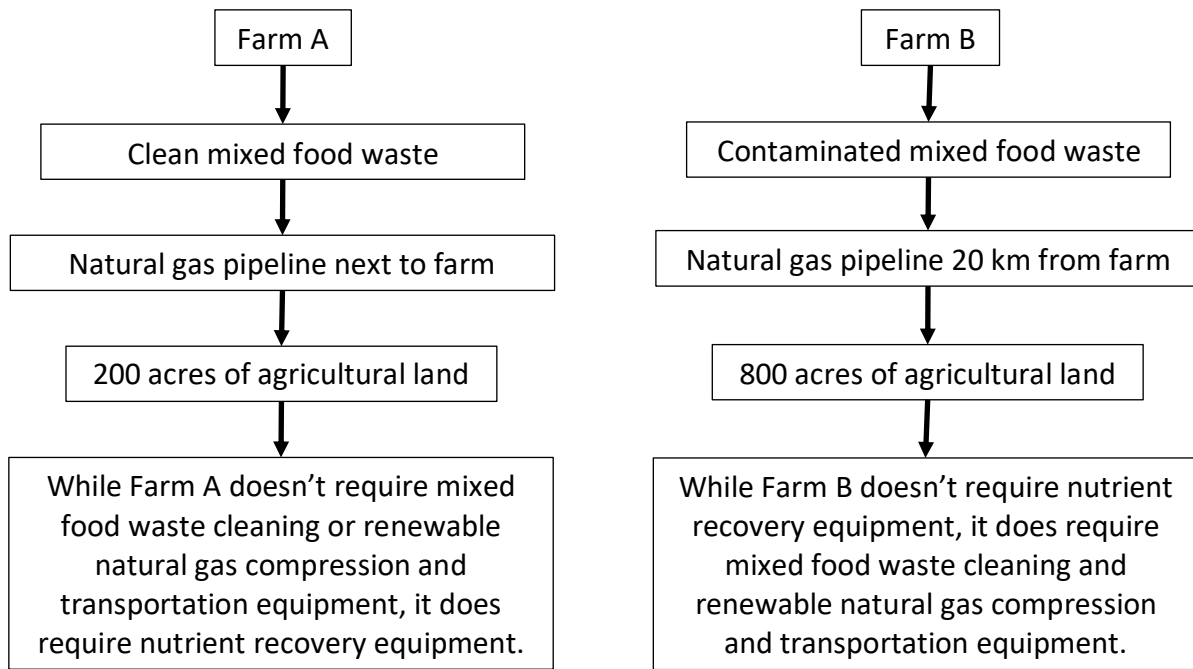 Farm A
Clean mixed food waste
Natural gas pipeline next to farm
200 acres of agricultural land
While Farm A doesn’t require mixed
food waste cleaning or renewable
natural gas compression and
transportation equipment, it does
require nutrient recovery equipment.
Farm B
Contaminated mixed food waste
Natural gas pipeline 20 km from farm
800 acres of agricultural land
While Farm B doesn’t require nutrient
recovery equipment, it does require
mixed food waste cleaning and
renewable natural gas compression
and transportation equipment.